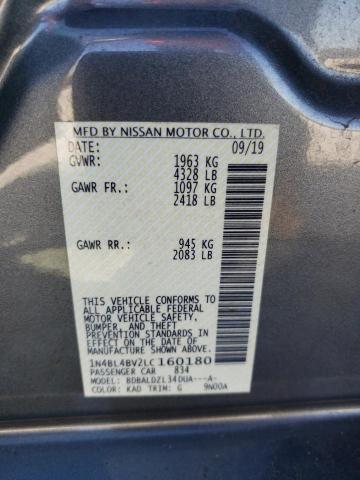 MFD BY NISSAN MOTOR CO., LTD.
DATE: 09/19
GVWR: 1963 KG
4328 LB
GAWR FR.: 1097 KG
2418 LB
GAWR RR.: 945 KG
2083 LB
THIS VEHICLE CONFORMS TO
ALL APPLICABLE FEDERAL
MOTOR VEHICLE SAFETY,
BUMPER, AND THEFT PREVENTION
STANDARDS IN EFFECT ON THE
DATE OF MANUFACTURE
SHOWN ABOVE.
1N4BL4BV2LC160180
PASSENGER CAR 834
MODEL: BDBALDZL34DUA---A-
COLOR: KAD TRIM: G 9N00A